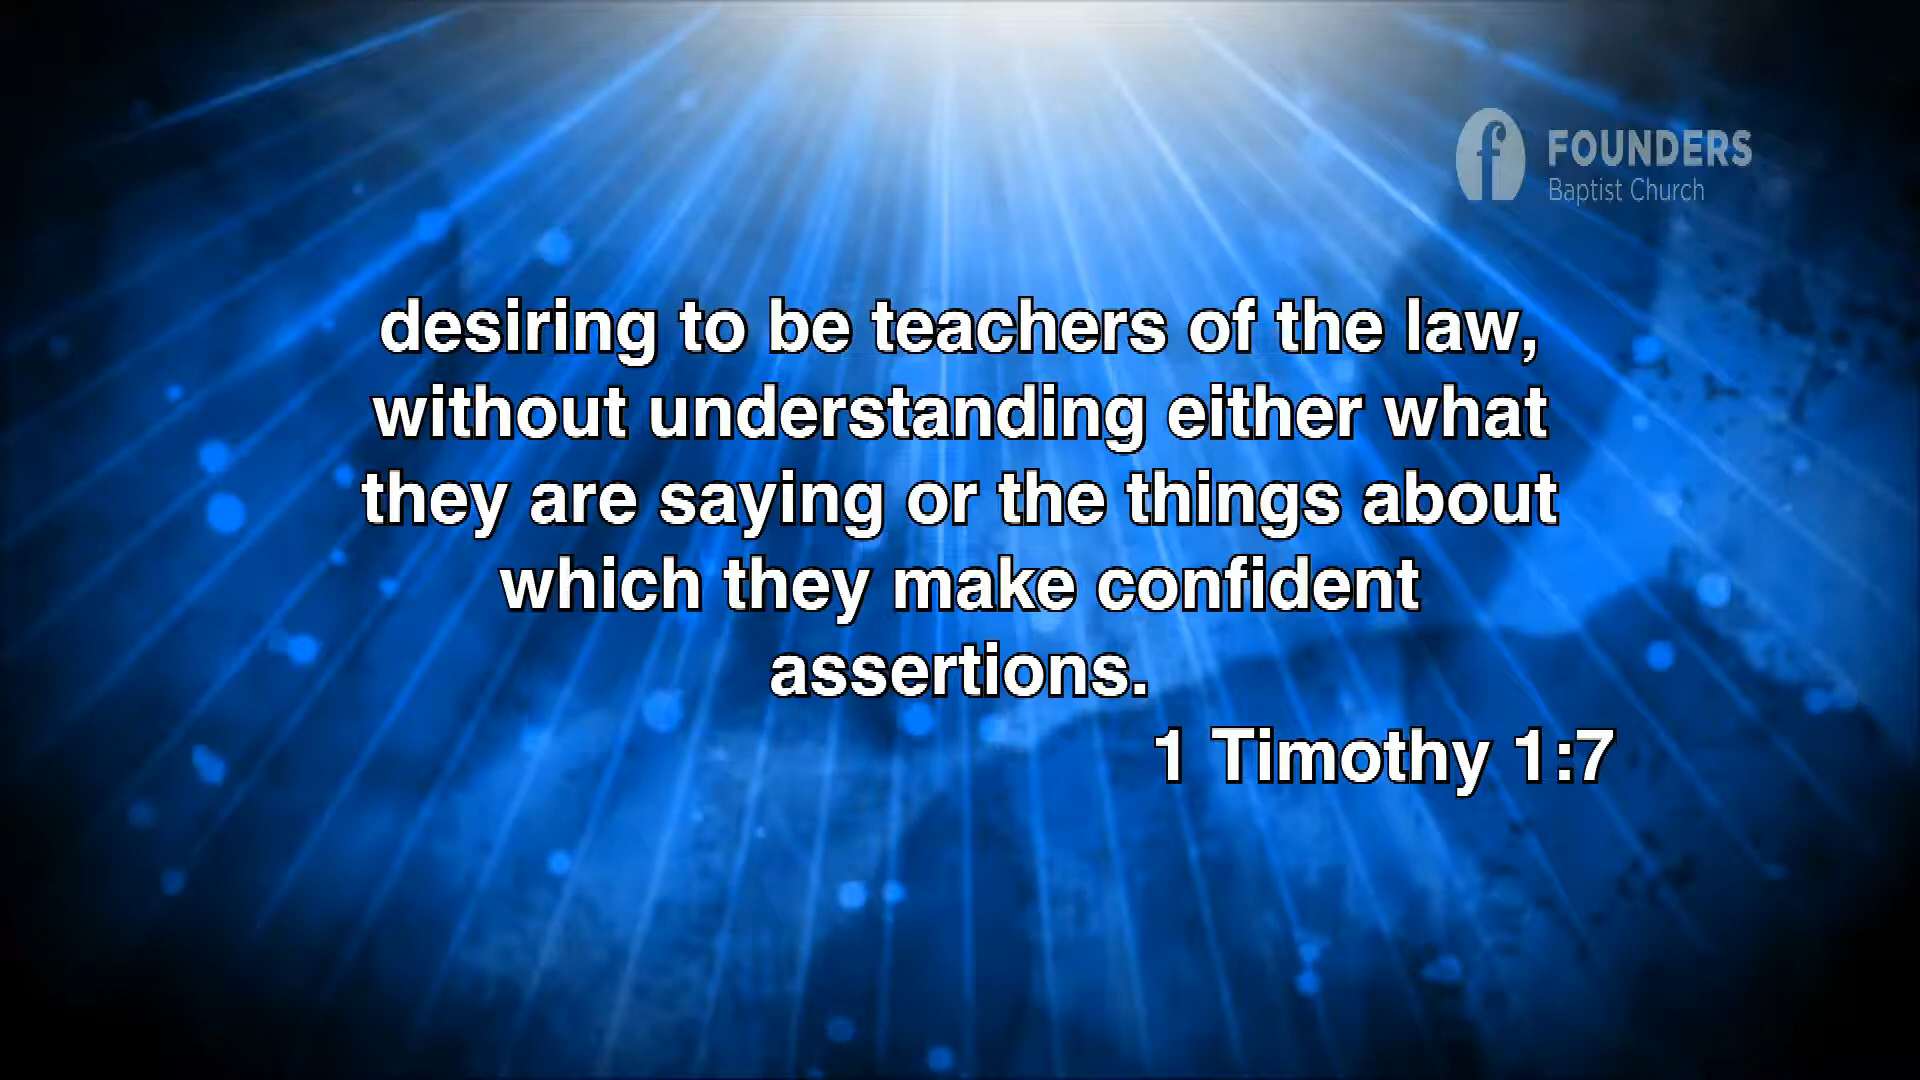 FOUNDERS
Baptist Church
desiring to be teachers of the law,
without understanding either what
they are saying or the things about
which they make confident
assertions.
1 Timothy 1:7